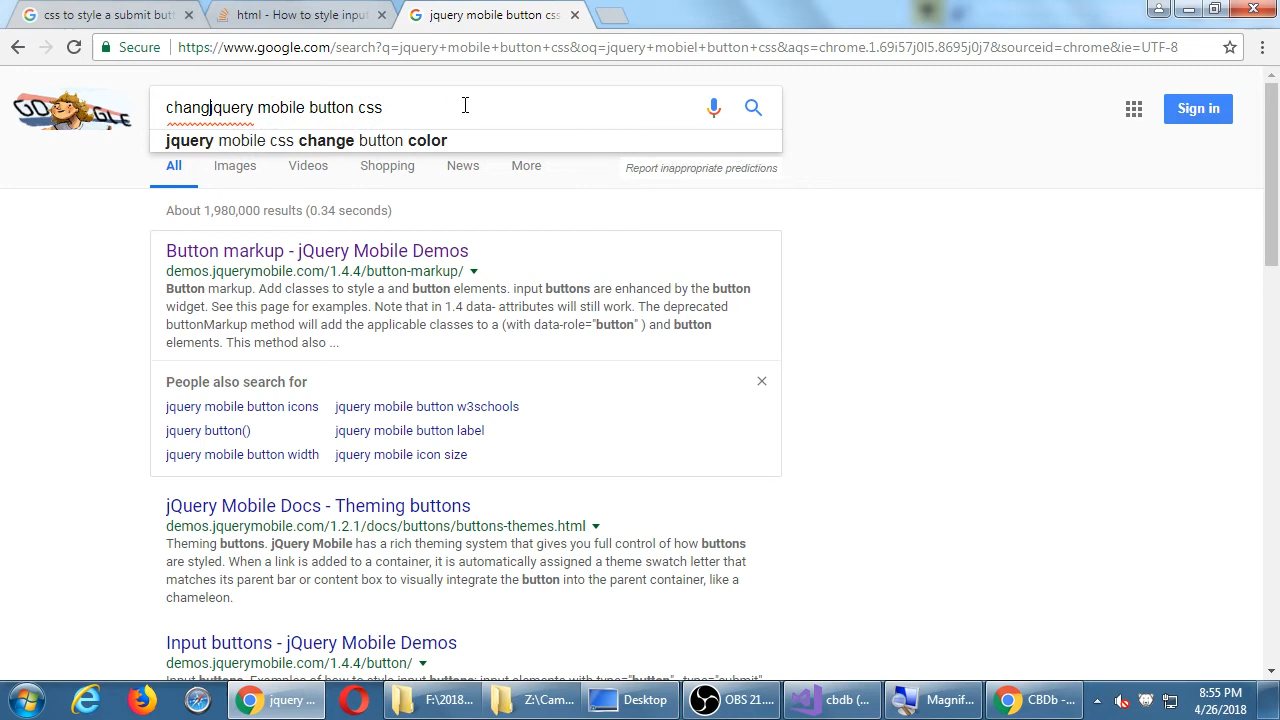 css to style a submit butt
html - How to style input
jquery mobile button css
Secure
https://www.google.com/search?q=jquery+mobile+button+css&oq=jquery+mobiel+button+css&aqs=chrome.1.69i57j0l5.8695j0j7&sourceid=chrome&ie=UTF-8
changjquery mobile button css
Sign in
jquery mobile css change button color
All Images Videos Shopping News More
Report inappropriate predictions
About 1,980,000 results (0.34 seconds)
Button markup - jQuery Mobile Demos
demos.jquerymobile.com/1.4.4/button-markup/
Button markup. Add classes to style a and button elements. input buttons are enhanced by the button
widget. See this page for examples. Note that in 1.4 data- attributes will still work. The deprecated
buttonMarkup method will add the applicable classes to a (with data-role="button" ) and button
elements. This method also ...
People also search for
jquery mobile button icons jquery mobile button w3schools
jquery button() jquery mobile button label
jquery mobile button width jquery mobile icon size
jQuery Mobile Docs - Theming buttons
demos.jquerymobile.com/1.2.1/docs/buttons/buttons-themes.html
Theming buttons. jQuery Mobile has a rich theming system that gives you full control of how buttons
are styled. When a link is added to a container, it is automatically assigned a theme swatch letter that
matches its parent bar or content box to visually integrate the button into the parent container, like a
chameleon.
Input buttons - jQuery Mobile Demos
demos.jquerymobile.com/1.4.4/button/
jquery ... F:\2018... Z:\Cam... Desktop OBS 21.... cbdb (... Magnif... CBDb -...
8:55 PM
4/26/2018